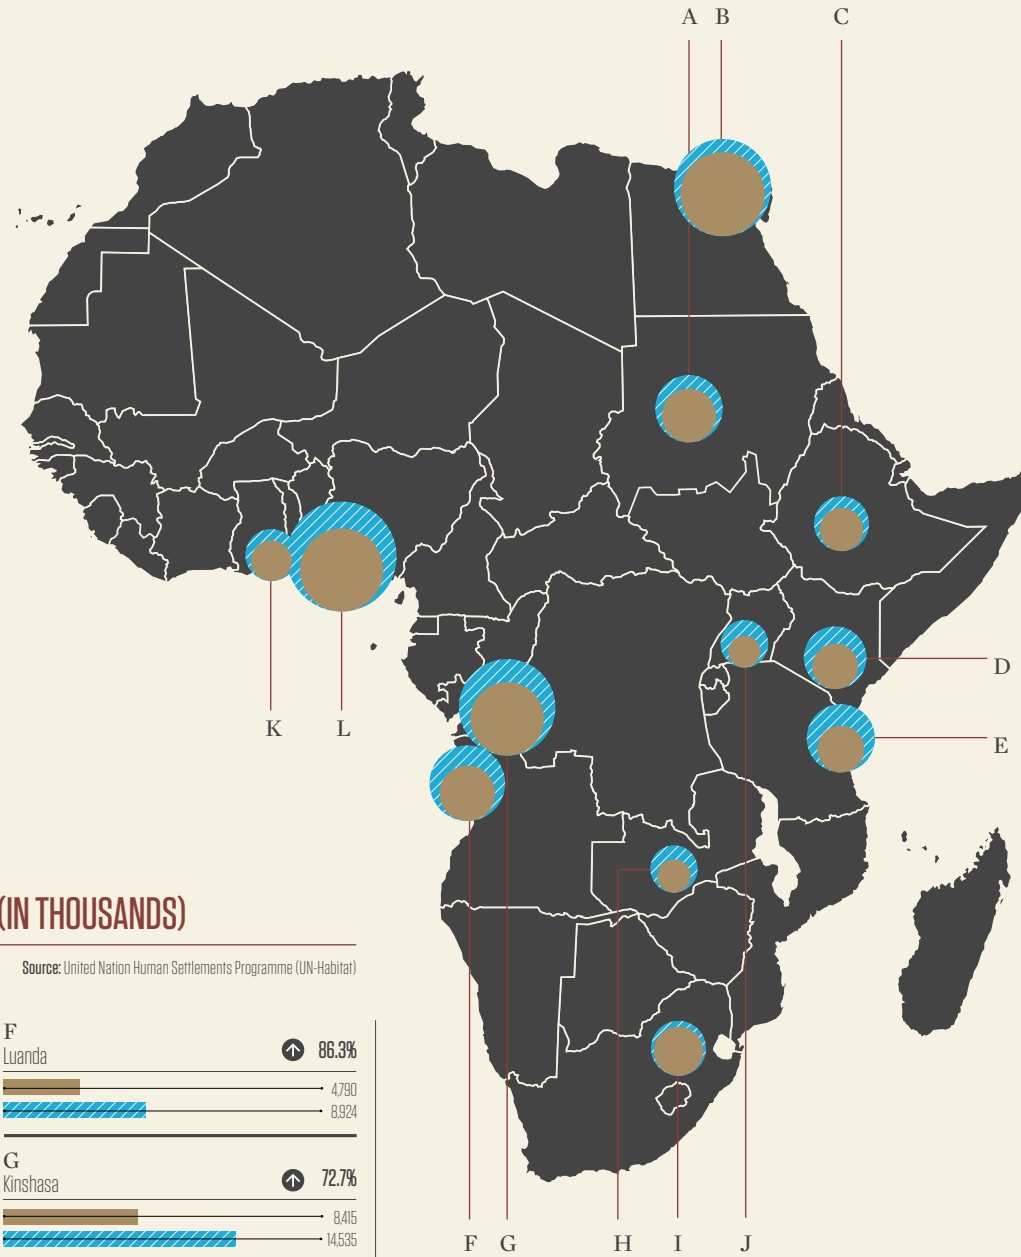 A B C
D
E
K L
(IN THOUSANDS)
Source: United Nation Human Settlements Programme (UN-Habitat)
F
Luanda 86.3%
4,790
8,924
G
Kinshasa 72.7%
8,415
14,535
F G H I J